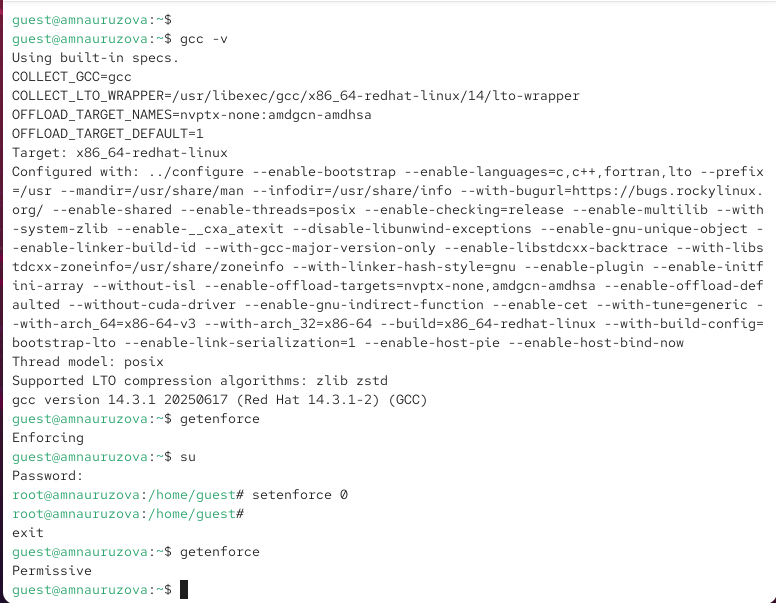 guest@amnauruzova:~$
guest@amnauruzova:~$ gcc -v
Using built-in specs.
COLLECT_GCC=gcc
COLLECT_LTO_WRAPPER=/usr/libexec/gcc/x86_64-redhat-linux/14/lto-wrapper
OFFLOAD_TARGET_NAMES=nvptx-none:amdgcn-amdhsa
OFFLOAD_TARGET_DEFAULT=1
Target: x86_64-redhat-linux
Configured with: ../configure --enable-bootstrap --enable-languages=c,c++,fortran,lto --prefix
=/usr --mandir=/usr/share/man --infodir=/usr/share/info --with-bugurl=https://bugs.rockylinux.
org/ --enable-shared --enable-threads=posix --enable-checking=release --enable-multilib --with
-system-zlib --enable-__cxa_atexit --disable-libunwind-exceptions --enable-gnu-unique-object -
-enable-linker-build-id --with-gcc-major-version-only --enable-libstdcxx-backtrace --with-libs
tdcxx-zoneinfo=/usr/share/zoneinfo --with-linker-hash-style=gnu --enable-plugin --enable-initf
ini-array --without-isl --enable-offload-targets=nvptx-none,amdgcn-amdhsa --enable-offload-def
aulted --without-cuda-driver --enable-gnu-indirect-function --enable-cet --with-tune=generic -
-with-arch_64=x86-64-v3 --with-arch_32=x86-64 --build=x86_64-redhat-linux --with-build-config=
bootstrap-lto --enable-link-serialization=1 --enable-host-pie --enable-host-bind-now
Thread model: posix
Supported LTO compression algorithms: zlib zstd
gcc version 14.3.1 20250617 (Red Hat 14.3.1-2) (GCC)
guest@amnauruzova:~$ getenforce
Enforcing
guest@amnauruzova:~$ su
Password:
root@amnauruzova:/home/guest# setenforce 0
root@amnauruzova:/home/guest#
exit
guest@amnauruzova:~$ getenforce
Permissive
guest@amnauruzova:~$